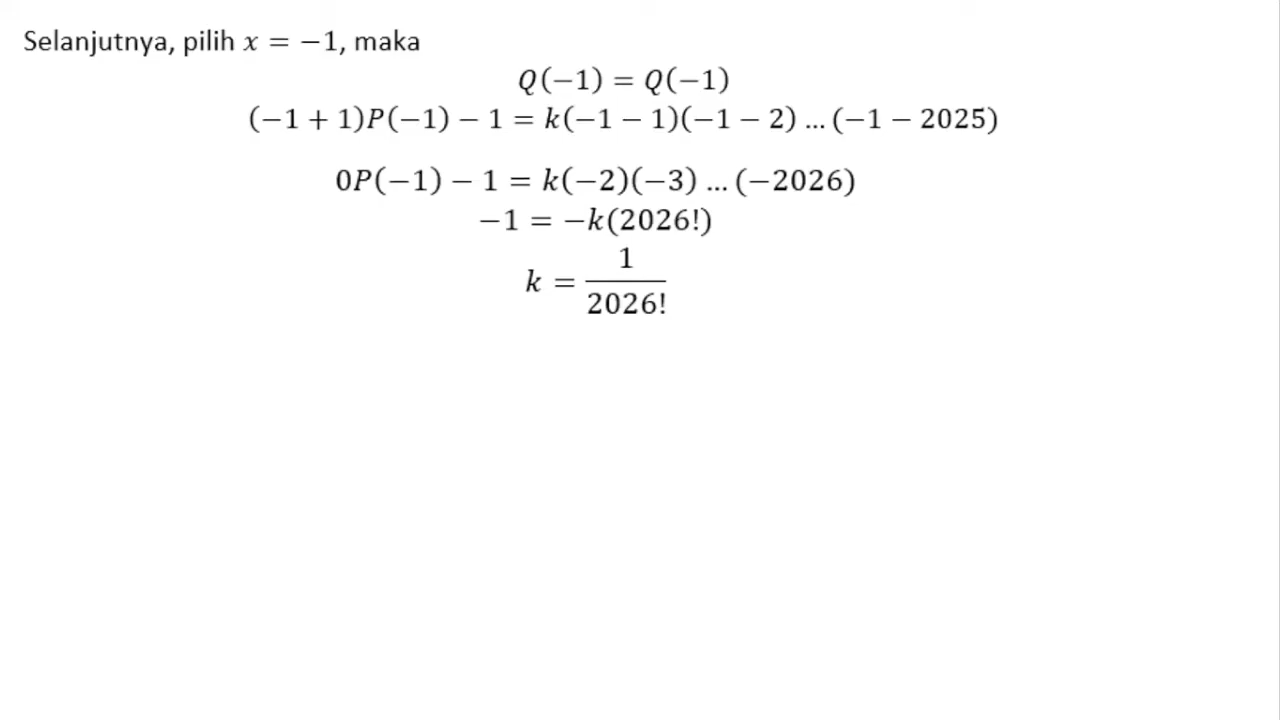 Selanjutnya, pilih x = −1, maka
Q(−1) = Q(−1)
(−1 + 1)P(−1) − 1 = k(−1 − 1)(−1 − 2) … (−1 − 2025)
0P(−1) − 1 = k(−2)(−3) … (−2026)
−1 = −k(2026!)
k = 1/2026!